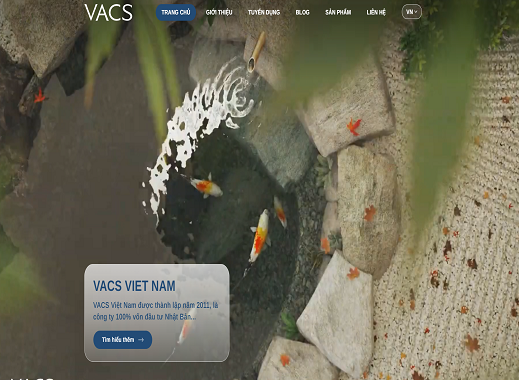 VACS
TRANG CHỦ GIỚI THIỆU TUYỂN DỤNG BLOG SẢN PHẨM LIÊN HỆ VN
VACS VIET NAM
VACS Việt Nam được thành lập năm 2011, là
công ty 100% vốn đầu tư Nhật Bản...
Tìm hiểu thêm →